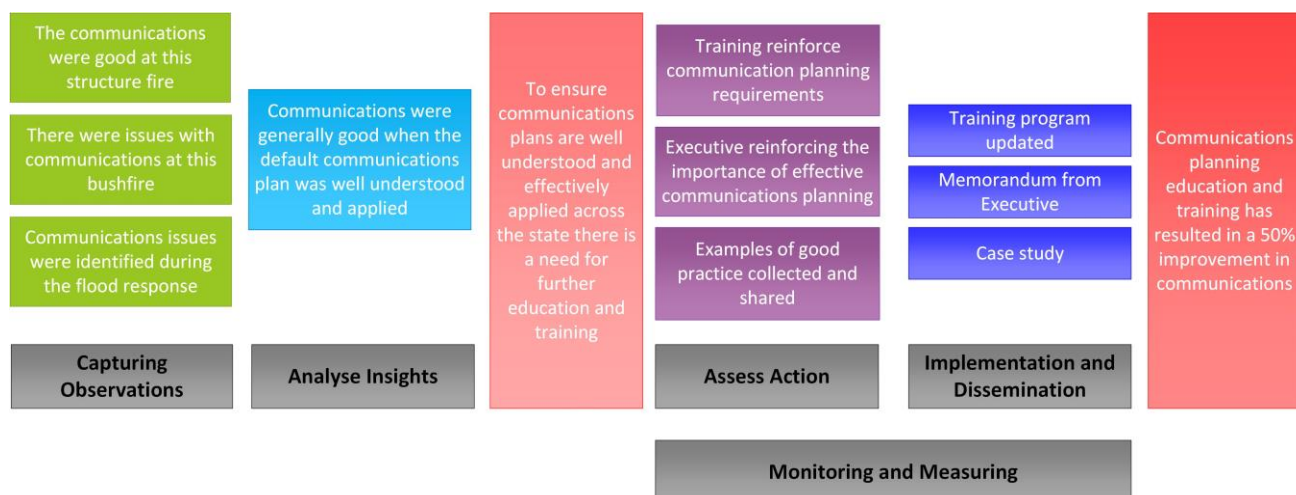 The communications
were good at this
structure fire
There were issues with
communications at this
bushfire
Communications issues
were identified during
the flood response
Capturing
Observations
Communications were
generally good when the
default communications
plan was well understood
and applied
Analyse Insights
To ensure
communications
plans are well
understood and
effectively
applied across
the state there is
a need for
further
education and
training
Training reinforce
communication planning
requirements
Executive reinforcing the
importance of effective
communications planning
Examples of good
practice collected and
shared
Assess Action
Training program
updated
Memorandum from
Executive
Case study
Implementation and
Dissemination
Communications
planning
education and
training has
resulted in a 50%
improvement in
communications
Monitoring and Measuring